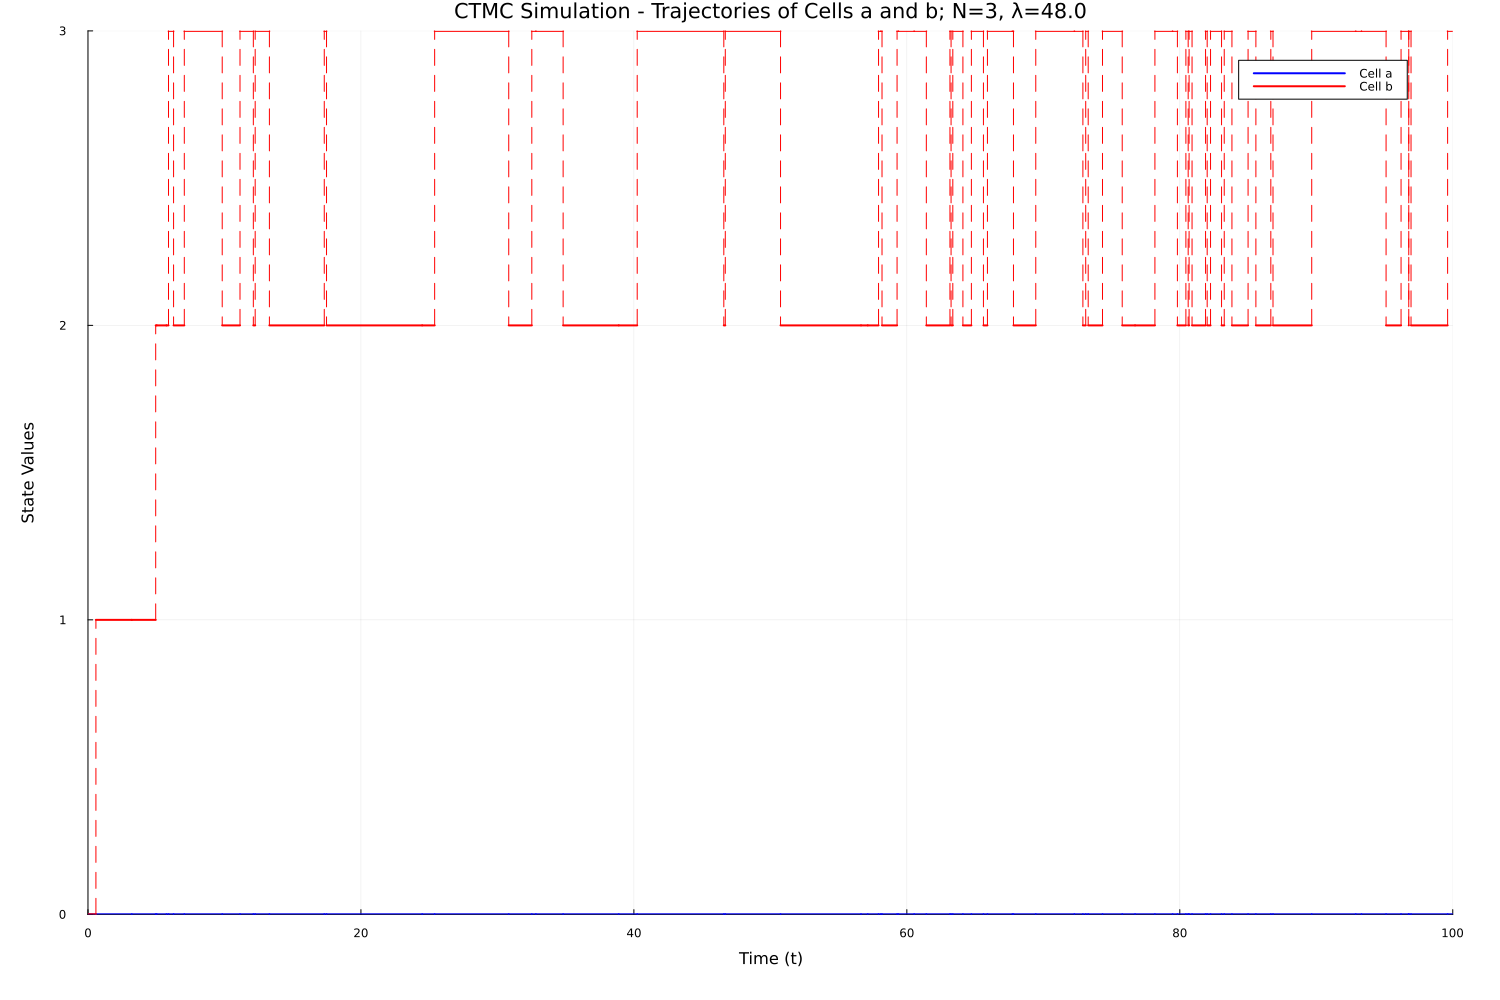 CTMC Simulation - Trajectories of Cells a and b; N=3, λ=48.0
3
Cell a
Cell b
2
State Values
1
0
0 20 40 60 80 100
Time (t)